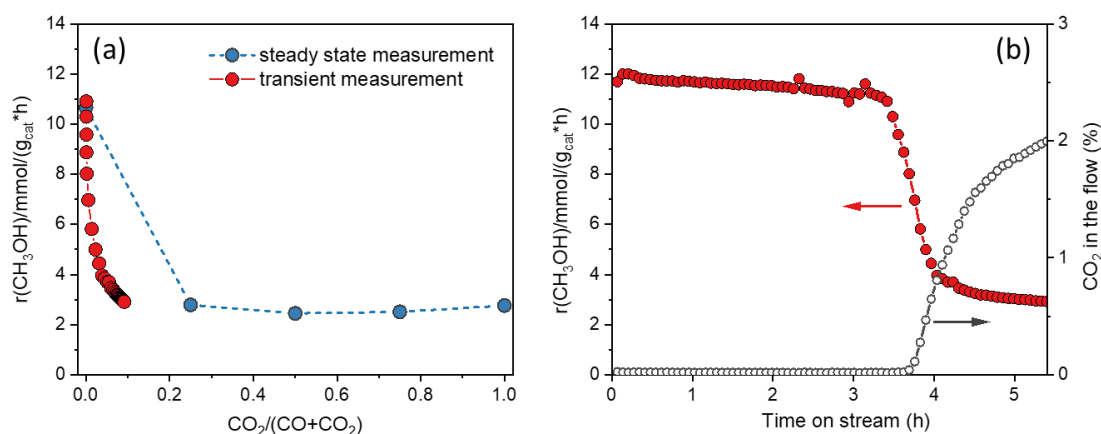 (a)
steady state measurement
transient measurement
r(CH₃OH)/mmol/(g_cat*h)
14
12
10
8
6
4
2
0
0.0 0.2 0.4 0.6 0.8 1.0
CO₂/(CO+CO₂)
(b)
r(CH₃OH)/mmol/(g_cat*h)
14
12
10
8
6
4
2
0
0 1 2 3 4 5
Time on stream (h)
3
2
1
0
CO₂ in the flow (%)